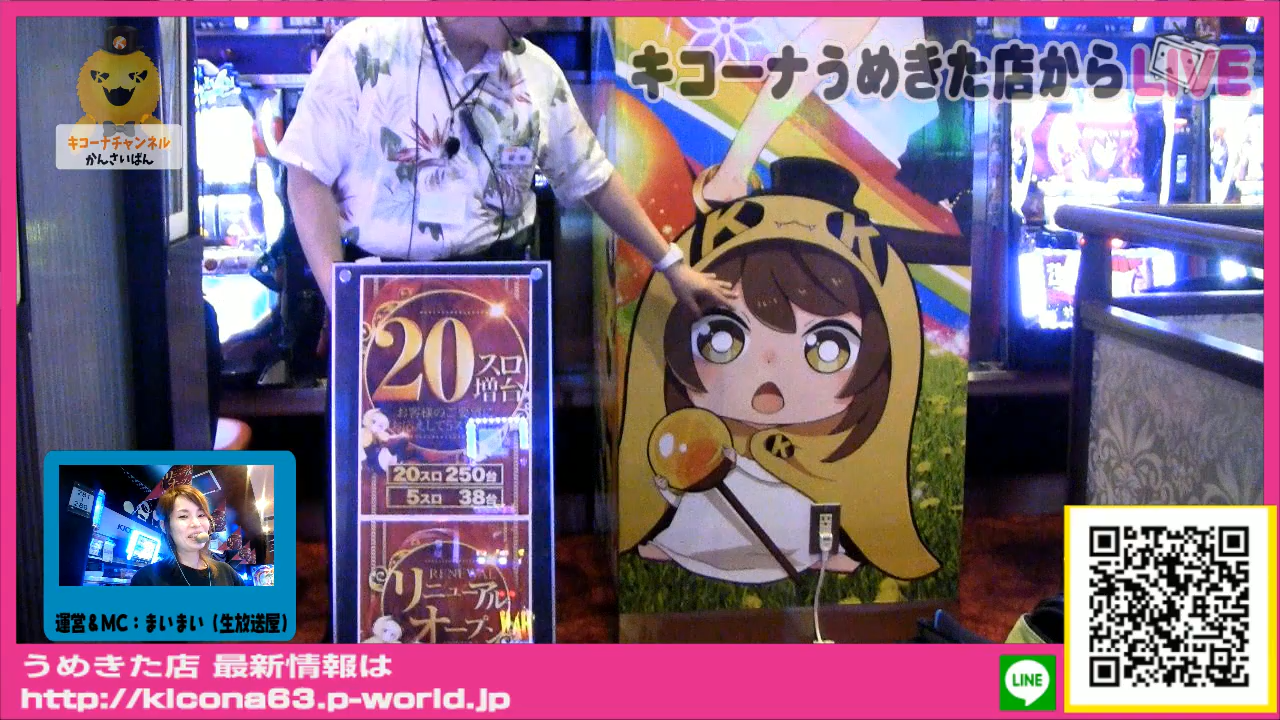 キコーナチャンネル
かんさいばん
キコーナうめきた店からLIVE
K K
20スロ
増台
お客様のご要望に
20スロ 250台
5スロ 38台
RENEWAL
リニューアル
オープン
K
運営&MC:まいまい(生放送屋)
うめきた店 最新情報は
http://kicona63.p-world.jp
LINE